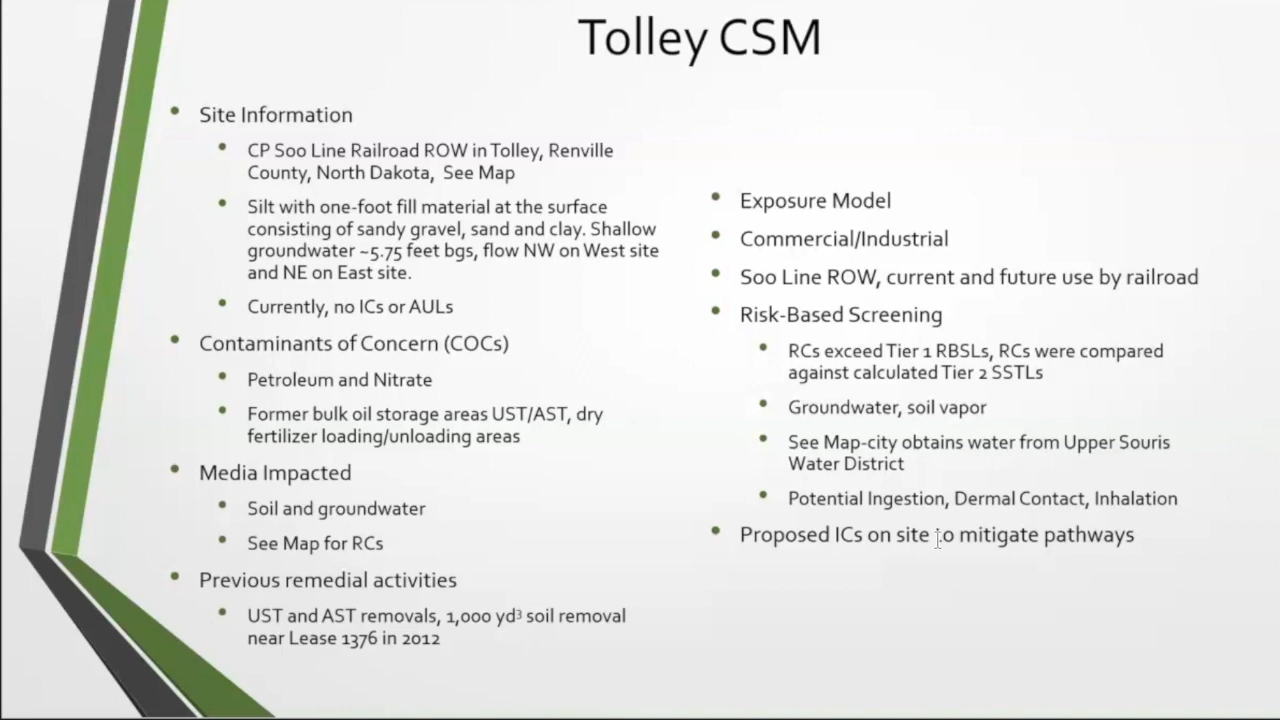 Tolley CSM
Site Information
CP Soo Line Railroad ROW in Tolley, Renville
County, North Dakota, See Map
Silt with one-foot fill material at the surface
consisting of sandy gravel, sand and clay. Shallow
groundwater ~5.75 feet bgs, flow NW on West site
and NE on East site.
Currently, no ICs or AULs
Contaminants of Concern (COCs)
Petroleum and Nitrate
Former bulk oil storage areas UST/AST, dry
fertilizer loading/unloading areas
Media Impacted
Soil and groundwater
See Map for RCs
Previous remedial activities
UST and AST removals, 1,000 yd³ soil removal
near Lease 1376 in 2012
Exposure Model
Commercial/Industrial
Soo Line ROW, current and future use by railroad
Risk-Based Screening
RCs exceed Tier 1 RBSLs, RCs were compared
against calculated Tier 2 SSTLs
Groundwater, soil vapor
See Map-city obtains water from Upper Souris
Water District
Potential Ingestion, Dermal Contact, Inhalation
Proposed ICs on site to mitigate pathways